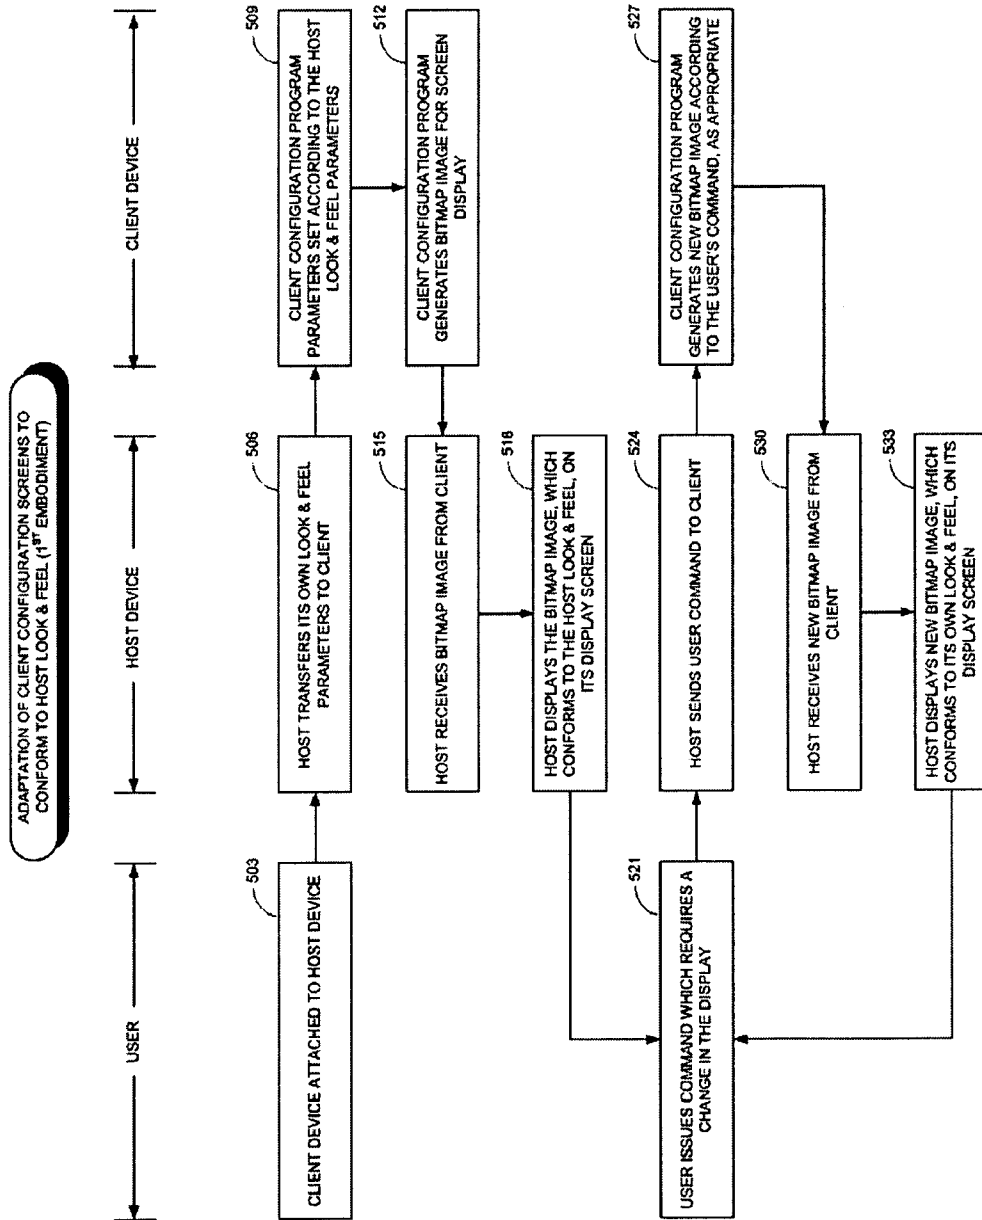 ADAPTATION OF CLIENT CONFIGURATION SCREENS TO
CONFORM TO HOST LOOK & FEEL (1ST EMBODIMENT)
USER
HOST DEVICE
CLIENT DEVICE
503
CLIENT DEVICE ATTACHED TO HOST DEVICE
506
HOST TRANSFERS ITS OWN LOOK & FEEL
PARAMETERS TO CLIENT
509
CLIENT CONFIGURATION PROGRAM
PARAMETERS SET ACCORDING TO THE HOST
LOOK & FEEL PARAMETERS
512
CLIENT CONFIGURATION PROGRAM
GENERATES BITMAP IMAGE FOR SCREEN
DISPLAY
515
HOST RECEIVES BITMAP IMAGE FROM CLIENT
518
HOST DISPLAYS THE BITMAP IMAGE, WHICH
CONFORMS TO THE HOST LOOK & FEEL, ON
ITS DISPLAY SCREEN
521
USER ISSUES COMMAND WHICH REQUIRES A
CHANGE IN THE DISPLAY
524
HOST SENDS USER COMMAND TO CLIENT
527
CLIENT CONFIGURATION PROGRAM
GENERATES NEW BITMAP IMAGE ACCORDING
TO THE USER'S COMMAND, AS APPROPRIATE
530
HOST RECEIVES NEW BITMAP IMAGE FROM
CLIENT
533
HOST DISPLAYS NEW BITMAP IMAGE, WHICH
CONFORMS TO ITS OWN LOOK & FEEL, ON ITS
DISPLAY SCREEN